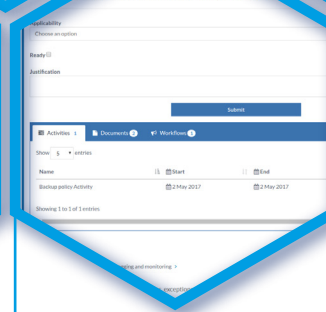 Applicability
Choose an option
Ready
Justification
Submit
Activities 1 Documents 3 Workflows 1
Show 5 entries
Name Start End
Backup policy Activity 2 May 2017 2 May 2017
Showing 1 to 1 of 1 entries
and monitoring >
exception